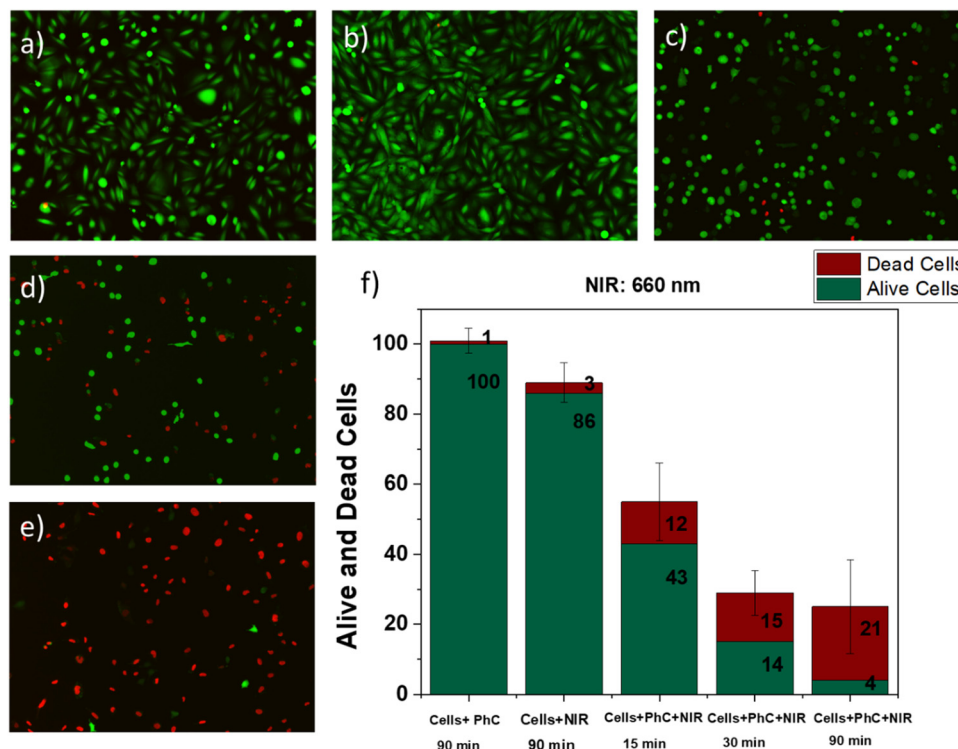 a)
b)
c)
d)
e)
f)
NIR: 660 nm
Dead Cells
Alive Cells
Alive and Dead Cells
100
80
60
40
20
0
1
100
3
86
12
43
15
14
21
4
Cells+ PhC
90 min
Cells+NIR
90 min
Cells+PhC+NIR
15 min
Cells+PhC+NIR
30 min
Cells+PhC+NIR
90 min